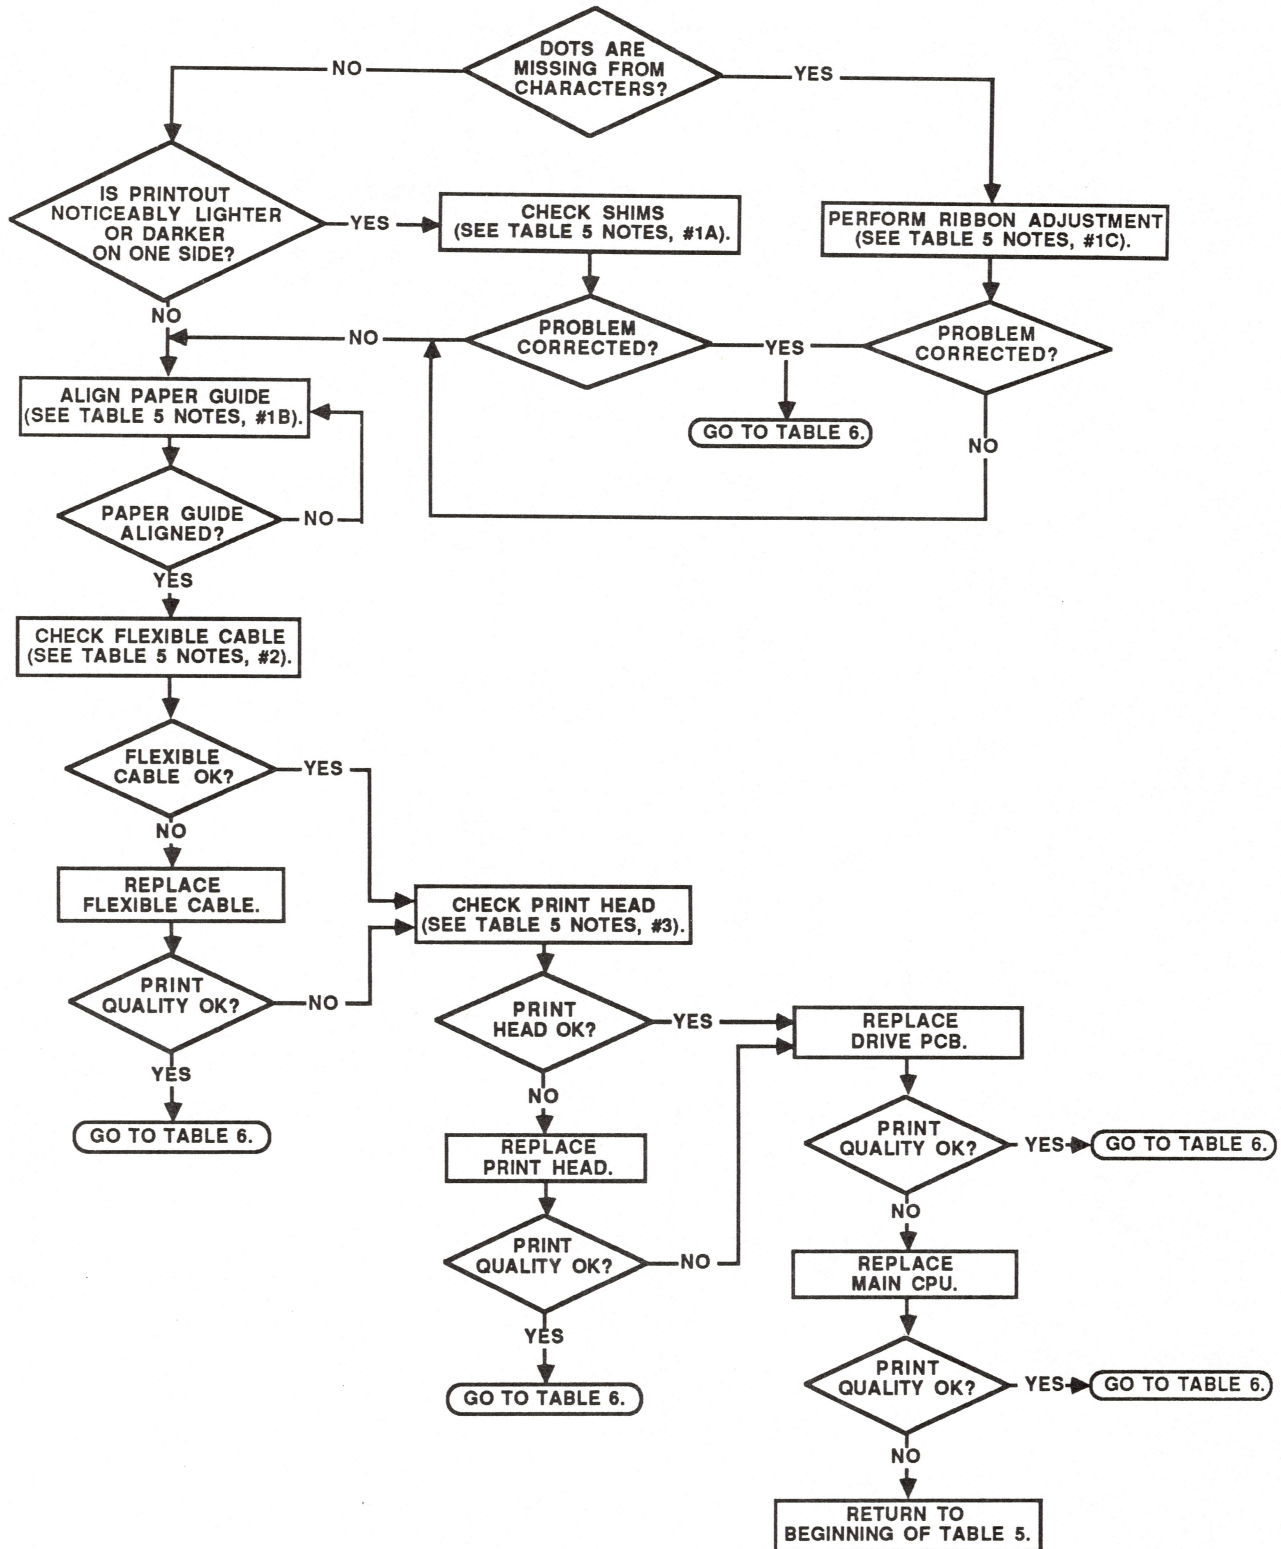 DOTS ARE
MISSING FROM
CHARACTERS?
NO
YES
IS PRINTOUT
NOTICEABLY LIGHTER
OR DARKER
ON ONE SIDE?
YES
CHECK SHIMS
(SEE TABLE 5 NOTES, #1A).
PERFORM RIBBON ADJUSTMENT
(SEE TABLE 5 NOTES, #1C).
NO
NO
PROBLEM
CORRECTED?
YES
PROBLEM
CORRECTED?
ALIGN PAPER GUIDE
(SEE TABLE 5 NOTES, #1B).
GO TO TABLE 6.
NO
PAPER GUIDE
ALIGNED?
NO
YES
CHECK FLEXIBLE CABLE
(SEE TABLE 5 NOTES, #2).
FLEXIBLE
CABLE OK?
YES
NO
REPLACE
FLEXIBLE CABLE.
CHECK PRINT HEAD
(SEE TABLE 5 NOTES, #3).
PRINT
QUALITY OK?
NO
YES
GO TO TABLE 6.
PRINT
HEAD OK?
YES
REPLACE
DRIVE PCB.
NO
REPLACE
PRINT HEAD.
PRINT
QUALITY OK?
YES
GO TO TABLE 6.
NO
PRINT
QUALITY OK?
NO
REPLACE
MAIN CPU.
YES
GO TO TABLE 6.
PRINT
QUALITY OK?
YES
GO TO TABLE 6.
NO
RETURN TO
BEGINNING OF TABLE 5.